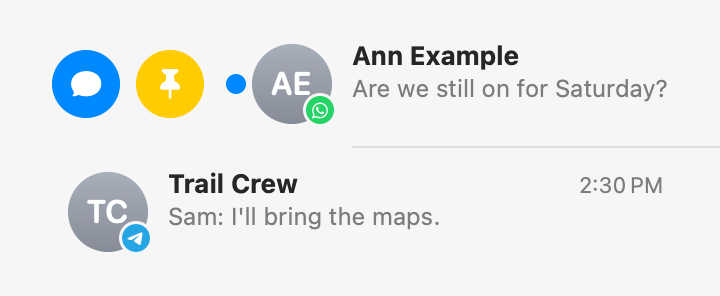 AE
Ann Example
Are we still on for Saturday?
TC
Trail Crew
2:30 PM
Sam: I'll bring the maps.